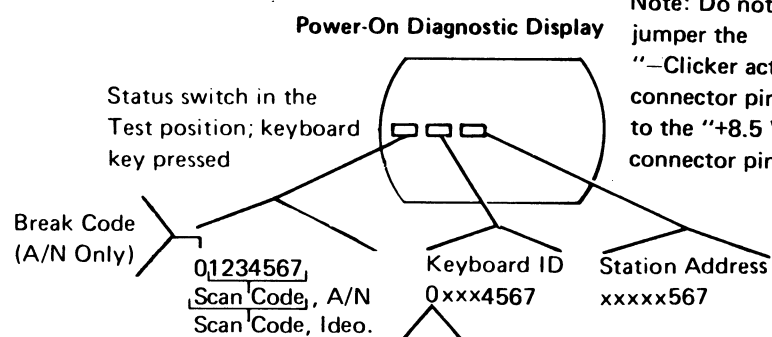 Power-On Diagnostic Display
Note: Do not
jumper the
"—Clicker act
connector pin
to the "+8.5
connector pin
Status switch in the
Test position; keyboard
key pressed
Break Code
(A/N Only)
01234567
Scan Code, A/N
Scan Code, Ideo.
Keyboard ID
0xxx4567
Station Address
xxxxx567